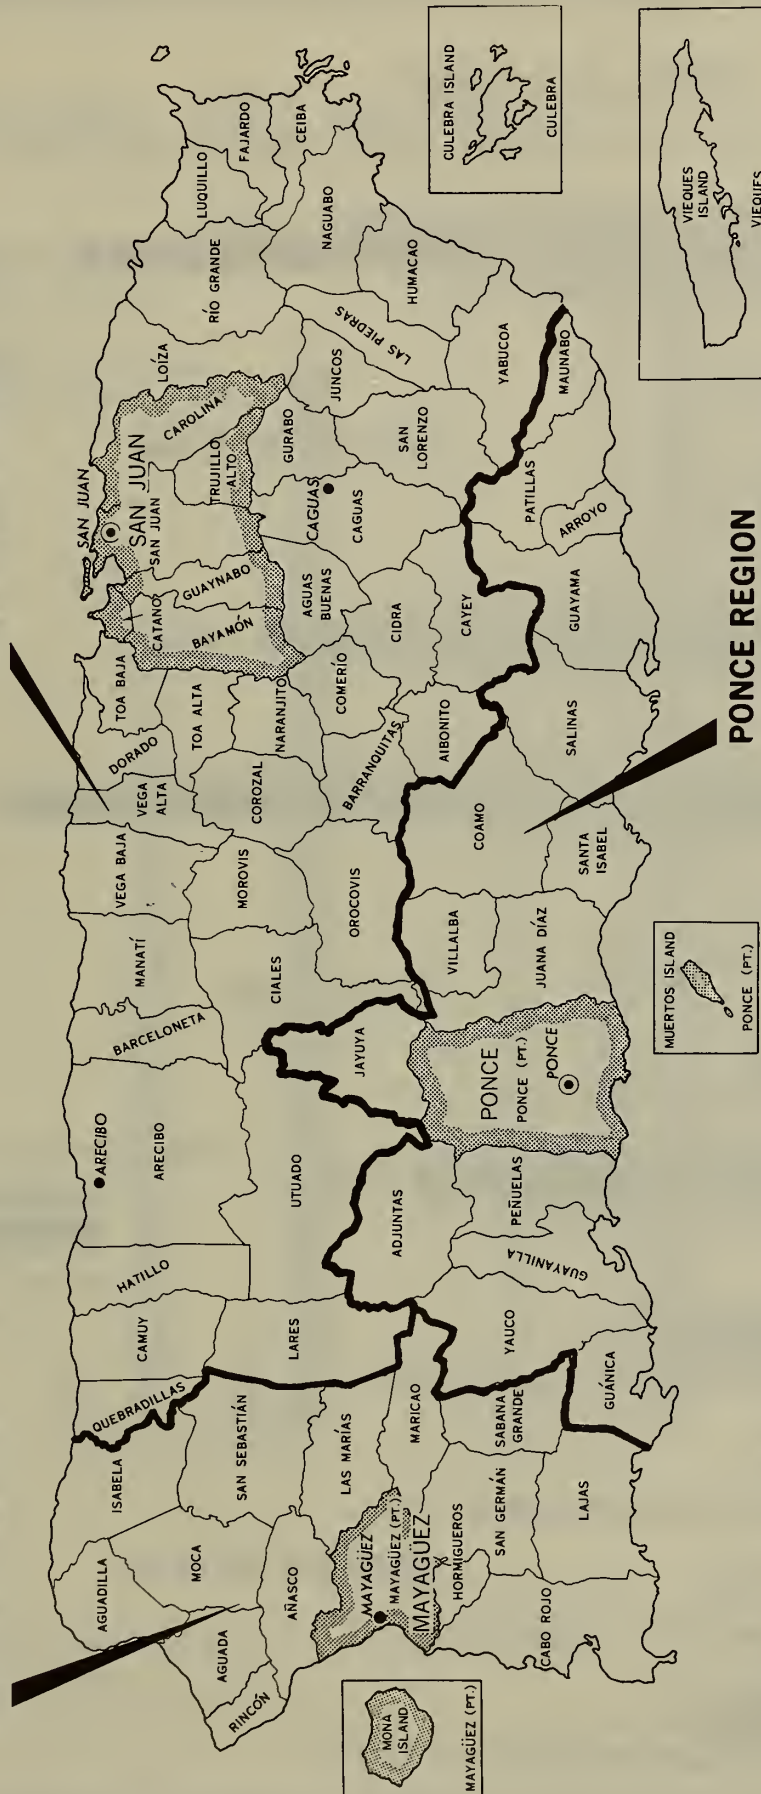 AGUADILLA
ISABELA
QUEBRADILLAS
CAMUY
HATILLO
ARECIBO
ARECIBO
BARCELONETA
MANATÍ
VEGA BAJA
VEGA
ALTA
DORADO
TOA BAJA
CATANO
SAN JUAN
SAN JUAN
SAN JUAN
CAROLINA
LOÍZA
RÍO GRANDE
LUQUILLO
FAJARDO
CEIBA
MOCA
AGUADA
RINCÓN
AÑASCO
SAN SEBASTIÁN
LARES
UTUADO
CIALES
MOROVIS
COROZAL
TOA ALTA
NARANJITO
BAYAMÓN
GUAYNABO
TRUJILLO
ALTO
GURABO
JUNCOS
LAS PIEDRAS
NAGUABO
HUMACAO
LAS MARÍAS
MARICAO
MAYAGÜEZ
MAYAGÜEZ (PT.)
MAYAGÜEZ
HORMIGUEROS
ADJUNTAS
JAYUYA
OROCOVIS
BARRANQUITAS
COMERÍO
AGUAS
BUENAS
CIDRA
CAGUAS
CAGUAS
SAN
LORENZO
YABUCOA
MAUNABO
CABO ROJO
SAN GERMÁN
SABANA
GRANDE
LAJAS
GUÁNICA
YAUCO
GUAYANILLA
PEÑUELAS
PONCE
PONCE (PT.)
PONCE
JUANA DÍAZ
VILLALBA
COAMO
SANTA
ISABEL
AIBONITO
SALINAS
CAYEY
GUAYAMA
ARROYO
PATILLAS
MONA
ISLAND
MAYAGÜEZ (PT.)
MUERTOS ISLAND
PONCE (PT.)
PONCE REGION
CULEBRA ISLAND
CULEBRA
VIEQUES
ISLAND
VIEQUES